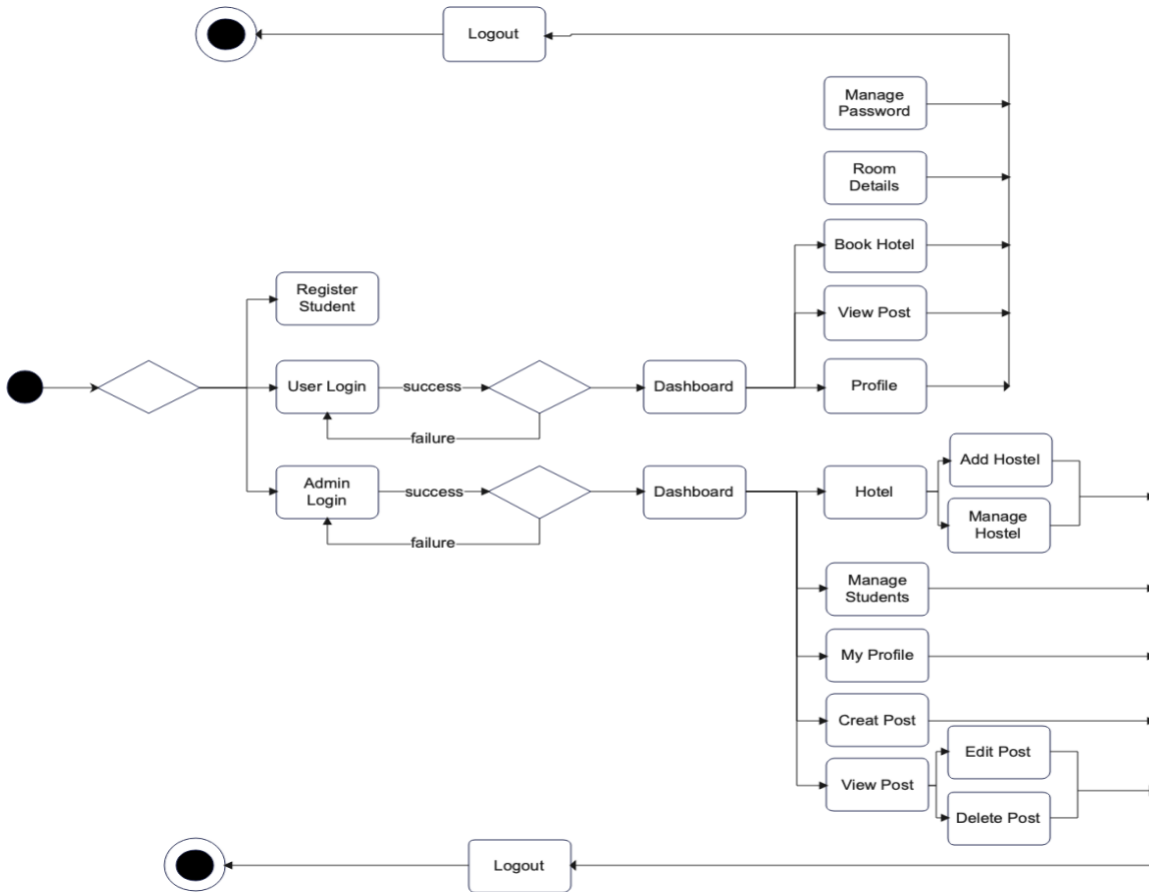 Logout
Manage
Password
Room
Details
Book Hotel
Register
Student
View Post
User Login
success
Dashboard
Profile
failure
Add Hostel
Admin
Login
success
Dashboard
Hotel
Manage
Hostel
failure
Manage
Students
My Profile
Creat Post
Edit Post
View Post
Delete Post
Logout